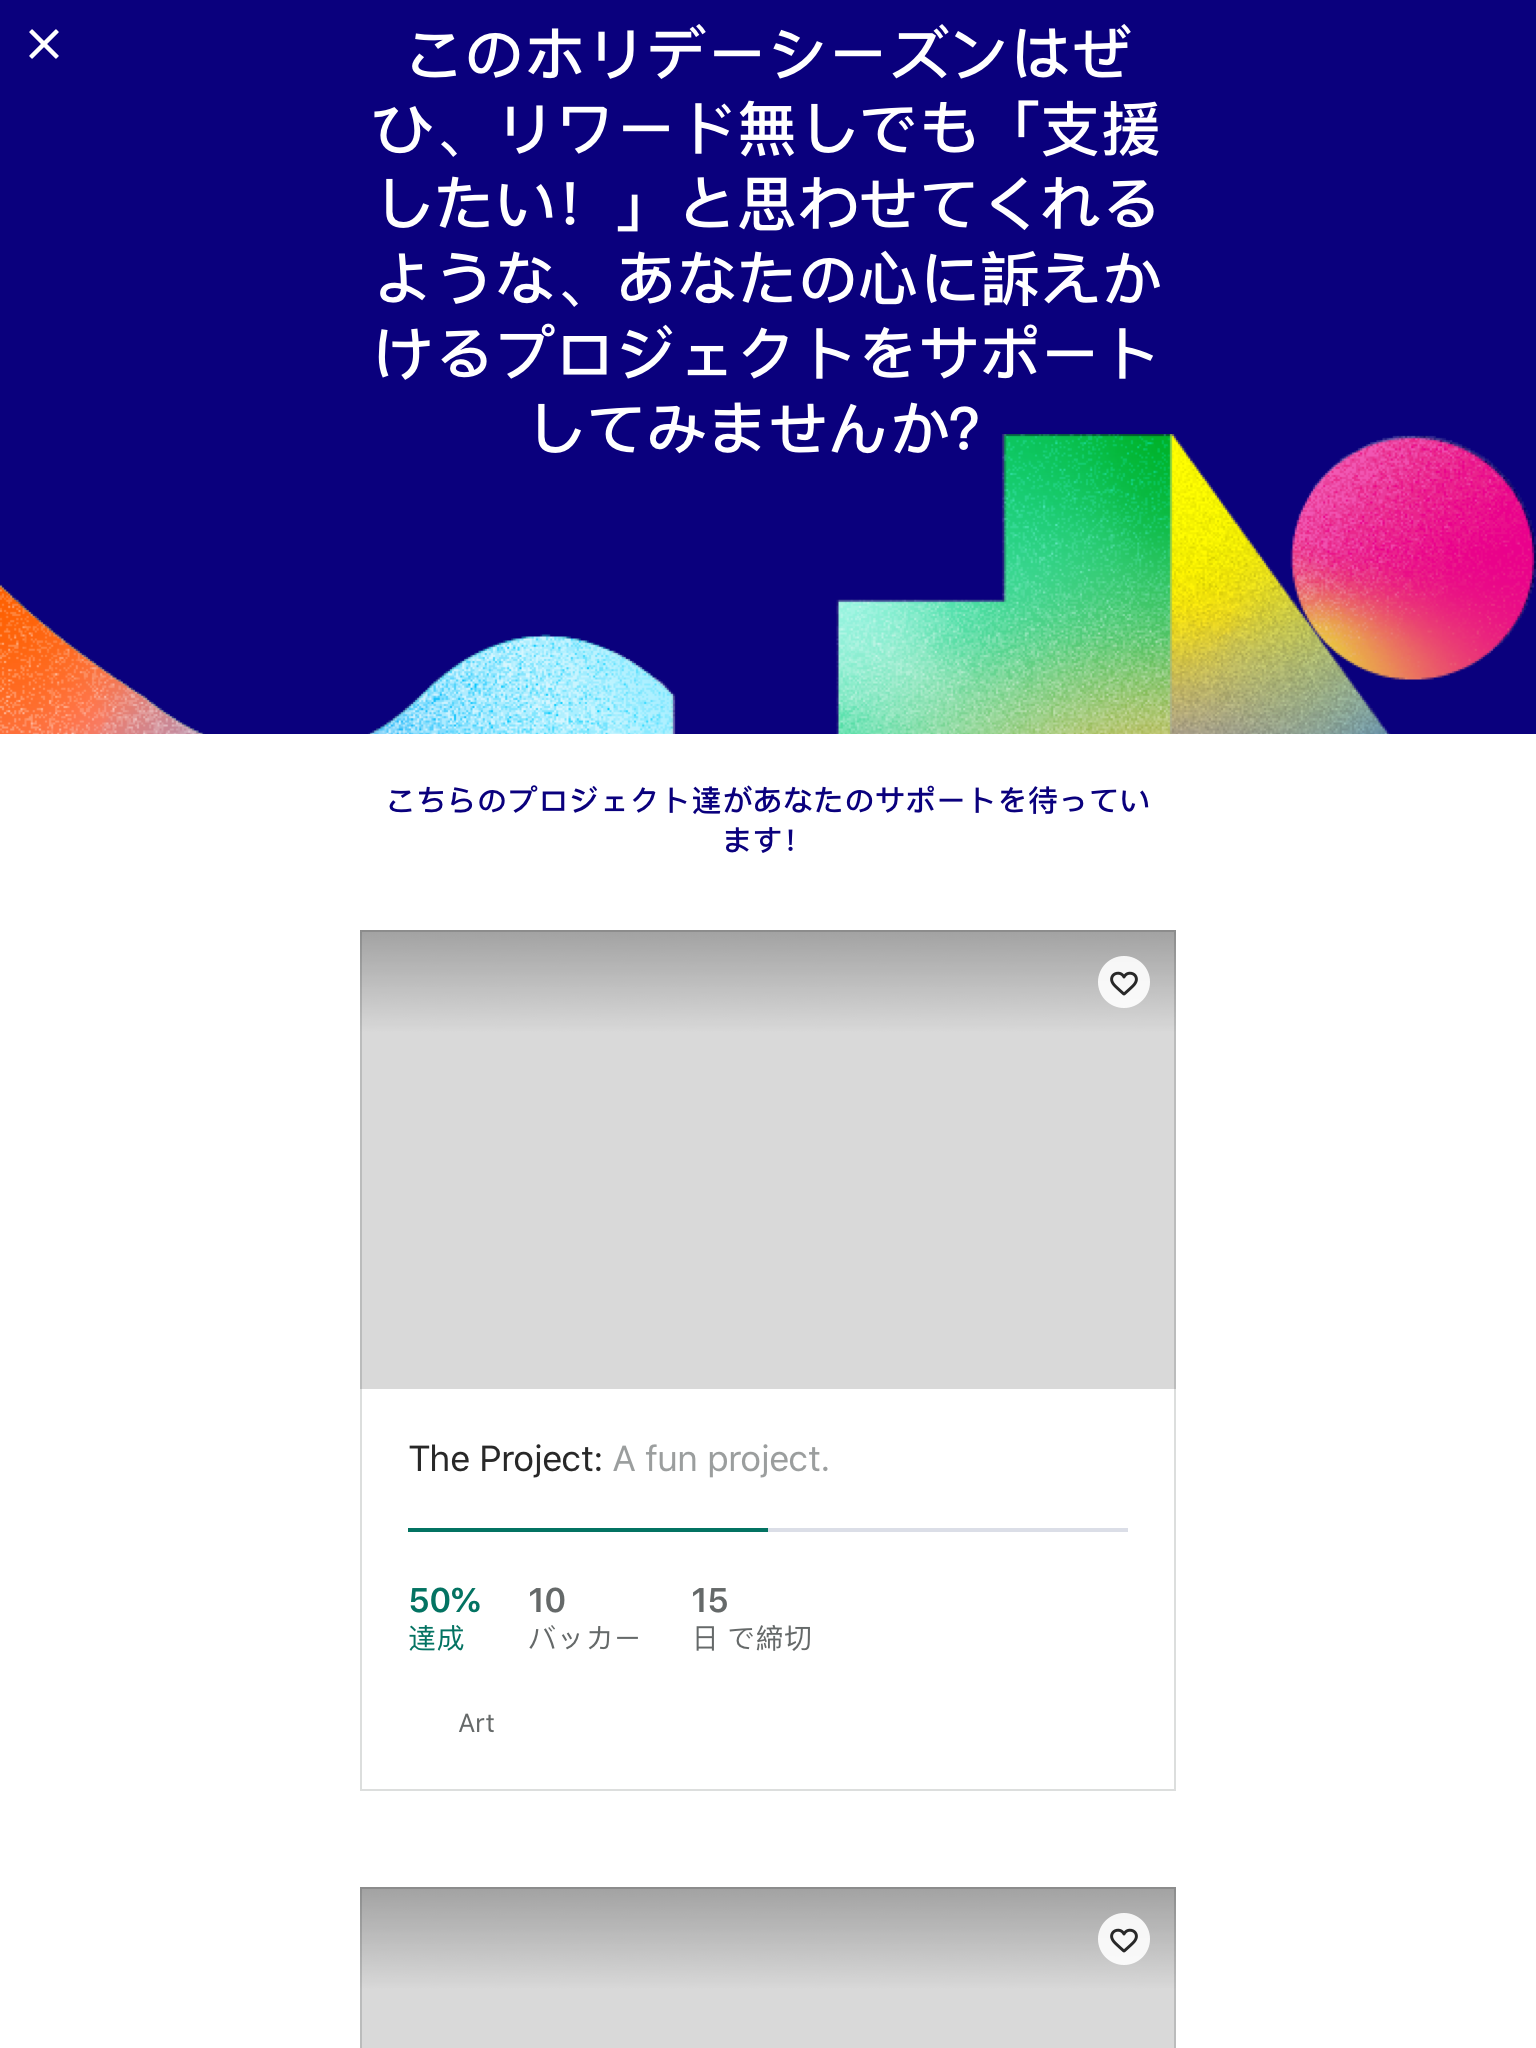 このホリデーシーズンはぜ
ひ、リワード無しでも「支援
したい！」と思わせてくれる
ような、あなたの心に訴えか
けるプロジェクトをサポート
してみませんか?
こちらのプロジェクト達があなたのサポートを待ってい
ます！
The Project: A fun project.
50% 10 15
達成 バッカー 日 で締切
Art